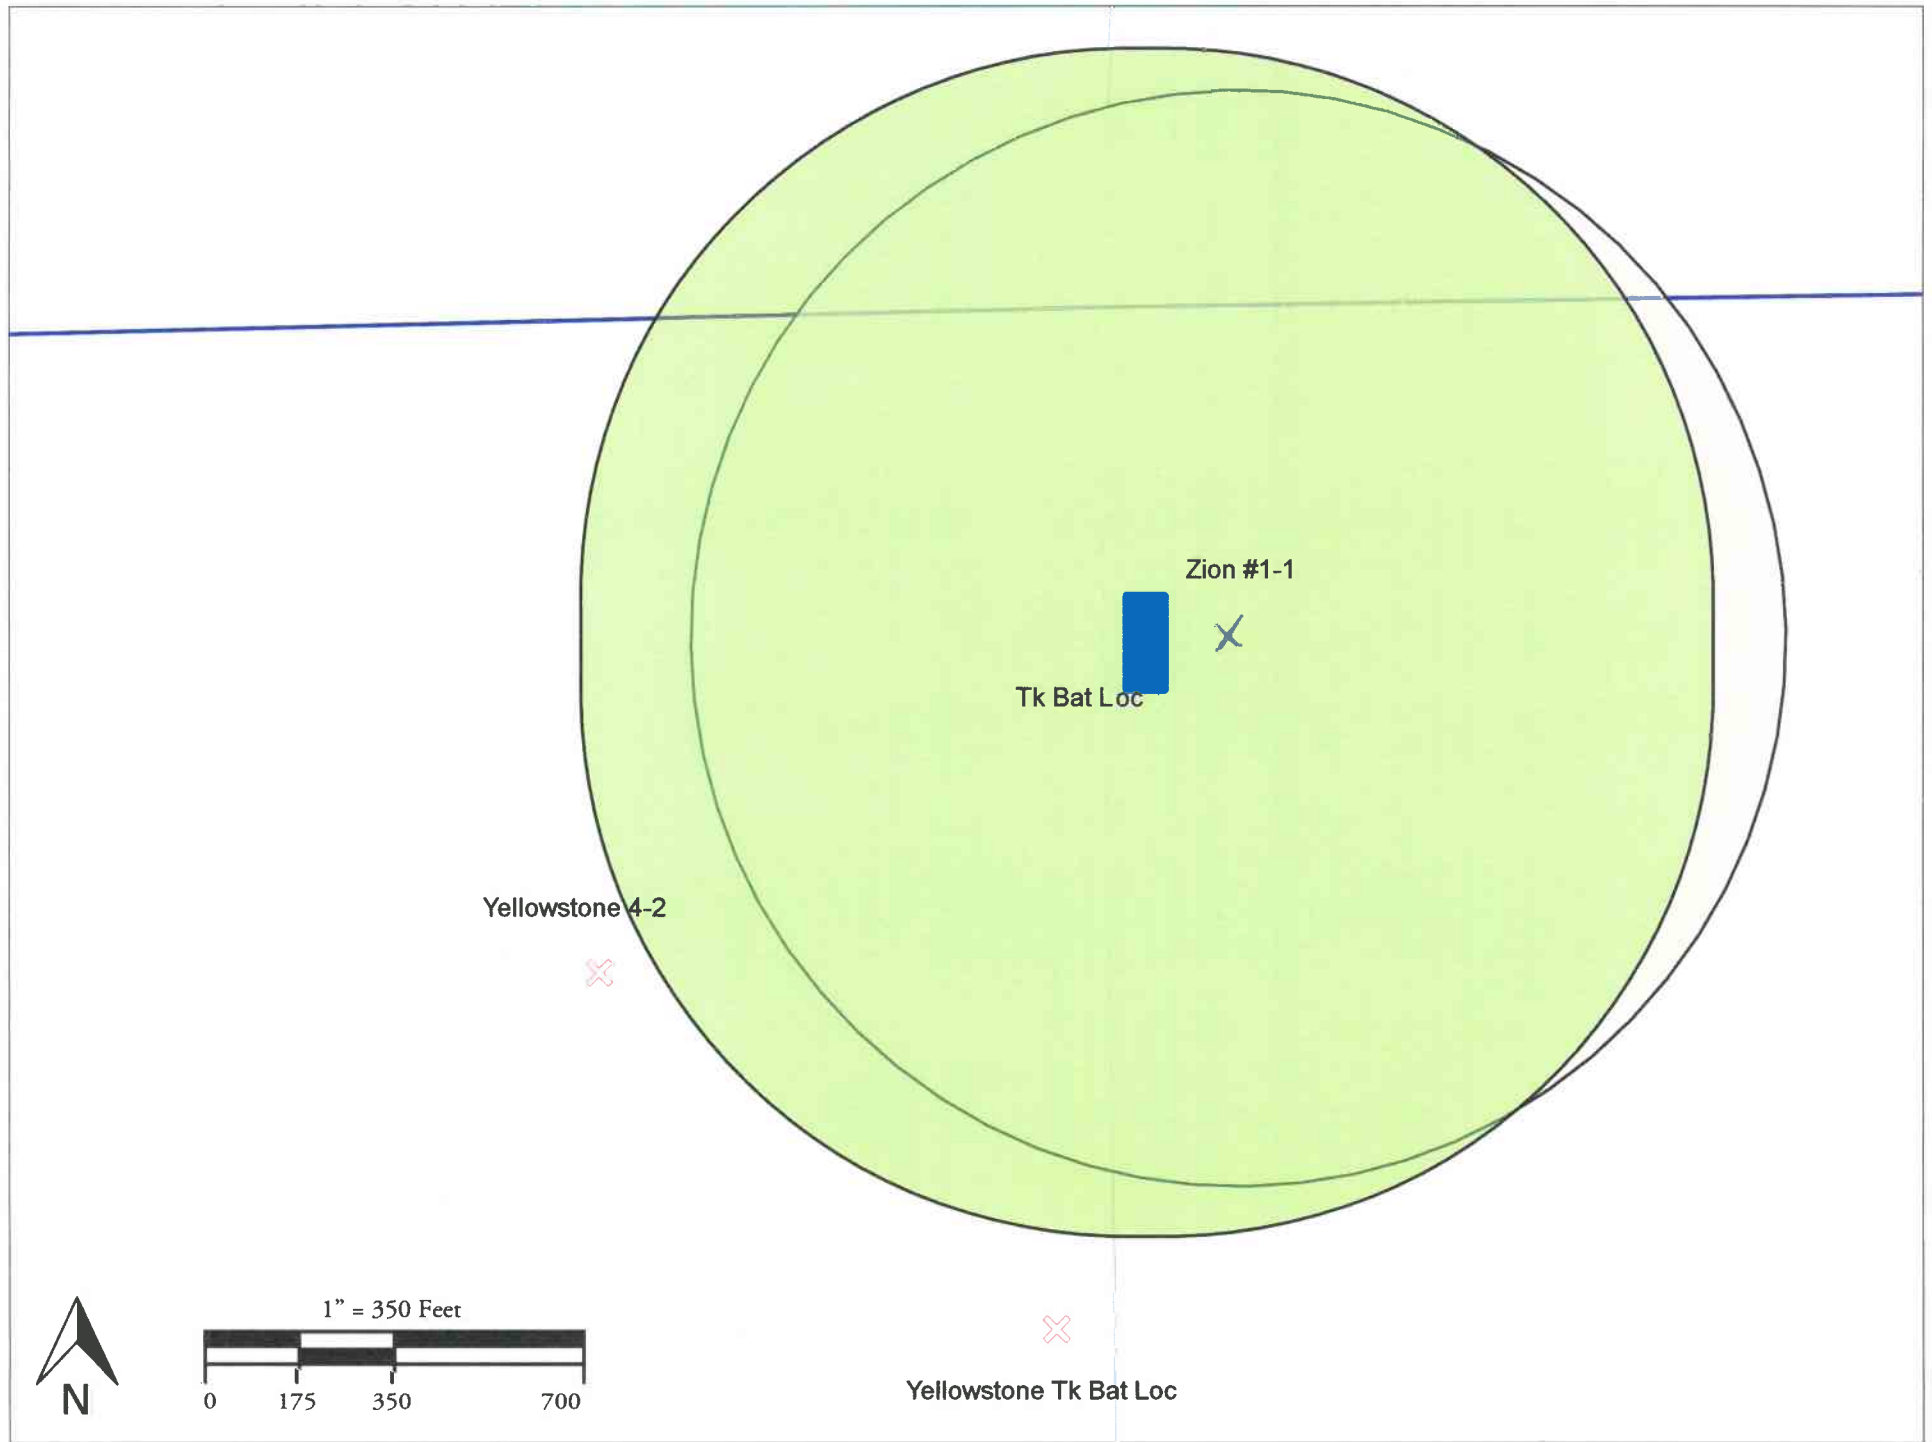 Zion #1-1
Tk Bat Loc
Yellowstone 4-2
1” = 350 Feet
0 175 350 700
N
Yellowstone Tk Bat Loc